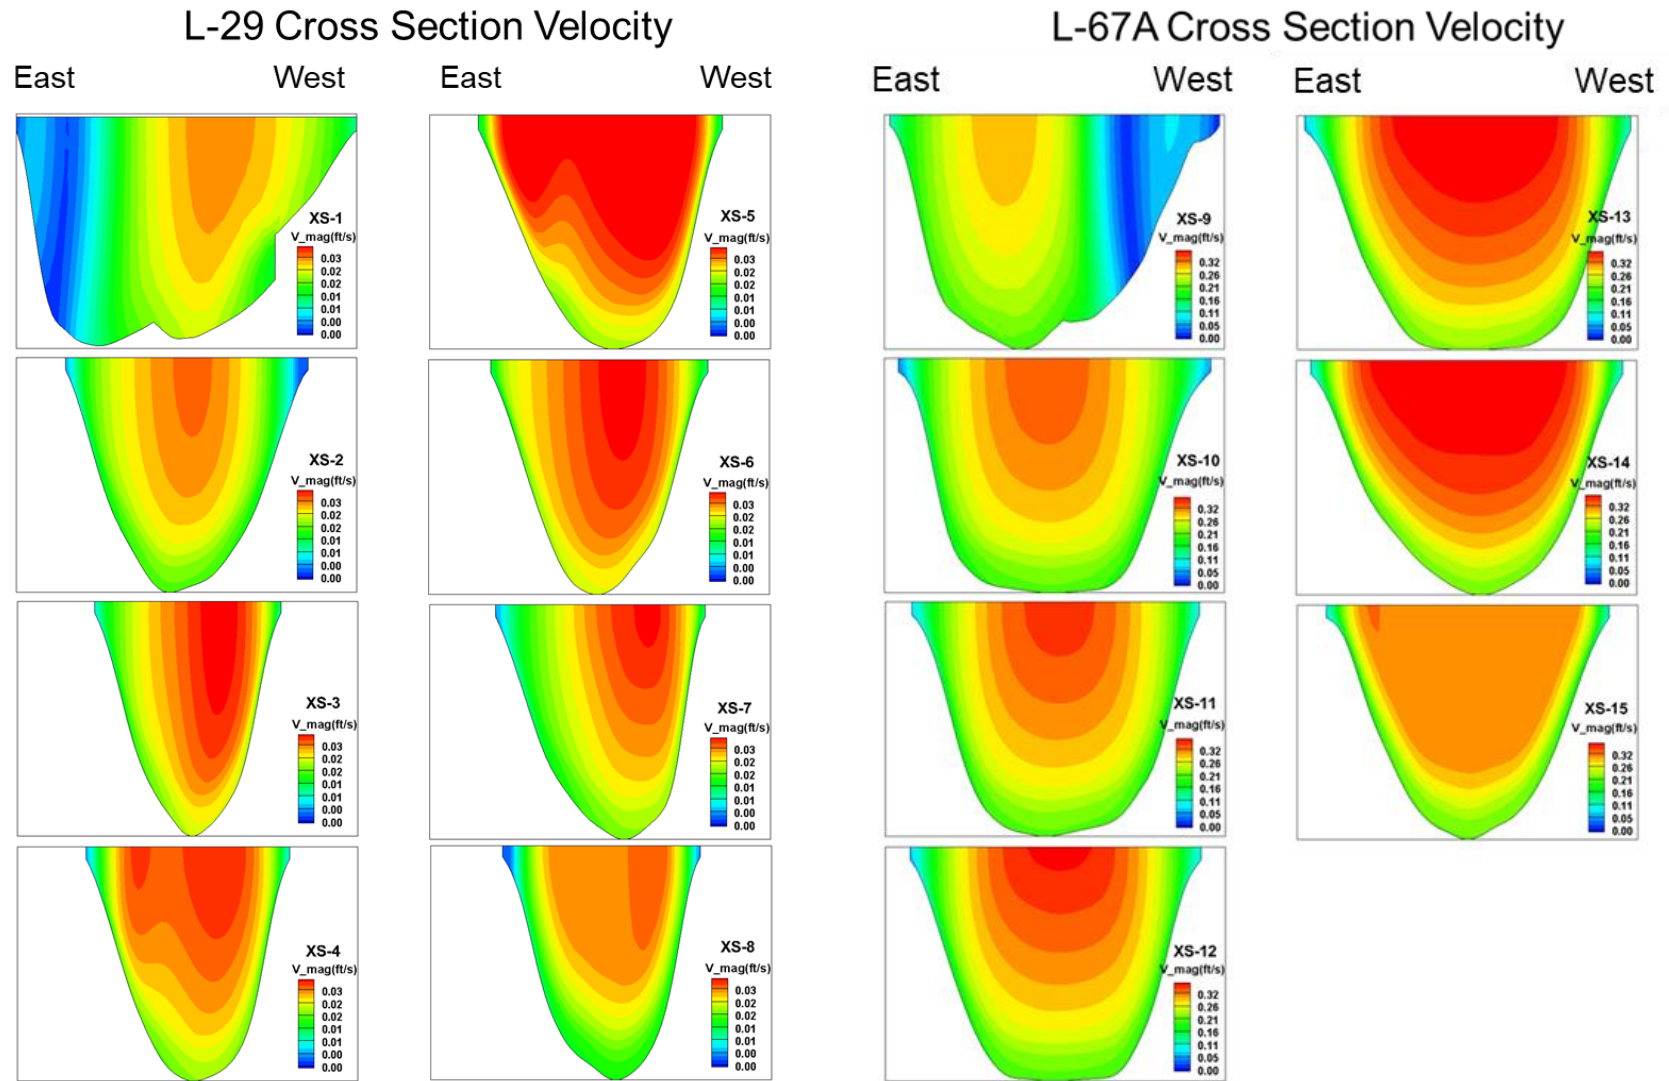 L-29 Cross Section Velocity
East West
East West
XS-1
V_mag(ft/s)
0.03
0.02
0.02
0.01
0.01
0.00
0.00
XS-2
V_mag(ft/s)
0.03
0.02
0.02
0.01
0.01
0.00
0.00
XS-3
V_mag(ft/s)
0.03
0.02
0.02
0.01
0.01
0.00
0.00
XS-4
V_mag(ft/s)
0.03
0.02
0.02
0.01
0.01
0.00
0.00
XS-5
V_mag(ft/s)
0.03
0.02
0.02
0.01
0.01
0.00
0.00
XS-6
V_mag(ft/s)
0.03
0.02
0.02
0.01
0.01
0.00
0.00
XS-7
V_mag(ft/s)
0.03
0.02
0.02
0.01
0.01
0.00
0.00
XS-8
V_mag(ft/s)
0.03
0.02
0.02
0.01
0.01
0.00
0.00
L-67A Cross Section Velocity
East West
East West
XS-9
V_mag(ft/s)
0.32
0.26
0.21
0.16
0.11
0.05
0.00
XS-10
V_mag(ft/s)
0.32
0.26
0.21
0.16
0.11
0.05
0.00
XS-11
V_mag(ft/s)
0.32
0.26
0.21
0.16
0.11
0.05
0.00
XS-12
V_mag(ft/s)
0.32
0.26
0.21
0.16
0.11
0.05
0.00
XS-13
V_mag(ft/s)
0.32
0.26
0.21
0.16
0.11
0.05
0.00
XS-14
V_mag(ft/s)
0.32
0.26
0.21
0.16
0.11
0.05
0.00
XS-15
V_mag(ft/s)
0.32
0.26
0.21
0.16
0.11
0.05
0.00